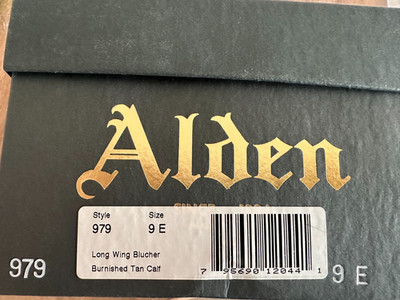 Alden
Style Size
979 9 E
Long Wing Blucher
Burnished Tan Calf
7 95690 12044 1
979 9 E